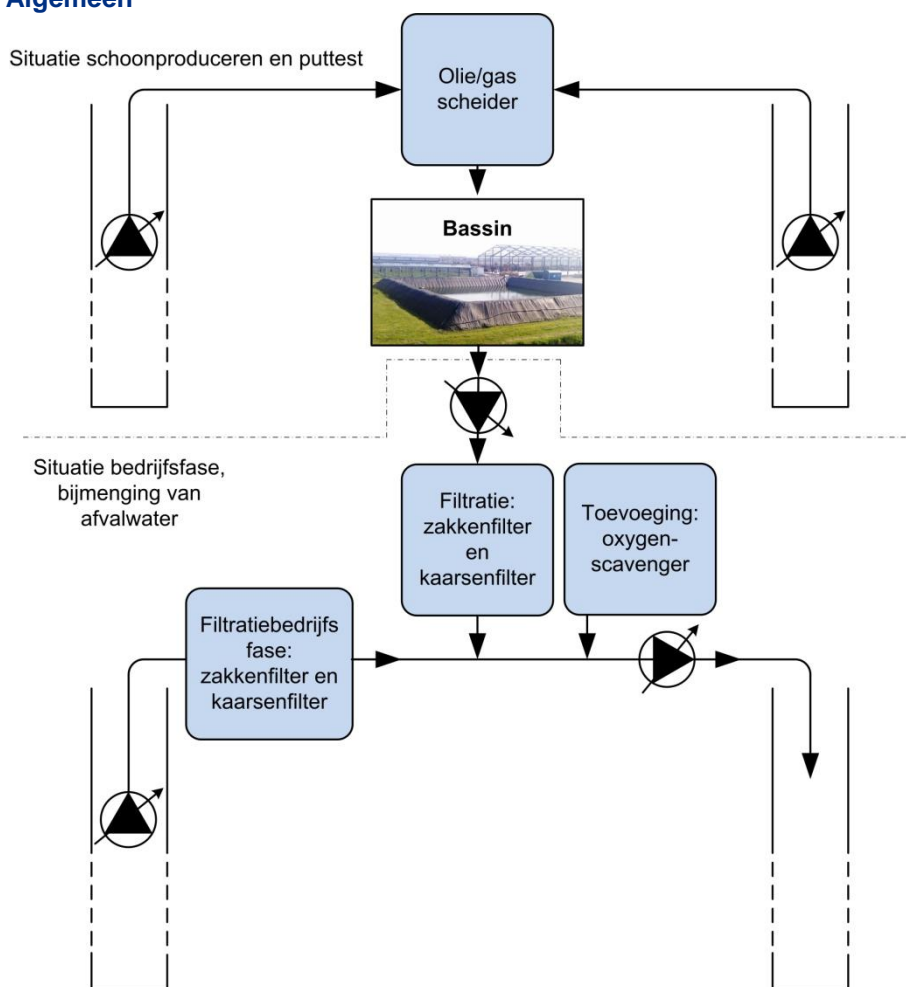 Algemeen
Situatie schoonproduceren en puttest
Olie/gas
scheider
Bassin
Situatie bedrijfsfase,
bijmenging van
afvalwater
Filtratie:
zakkenfilter
en
kaarsenfilter
Toevoeging:
oxygen-
scavenger
Filtratiebedrijfs
fase:
zakkenfilter en
kaarsenfilter